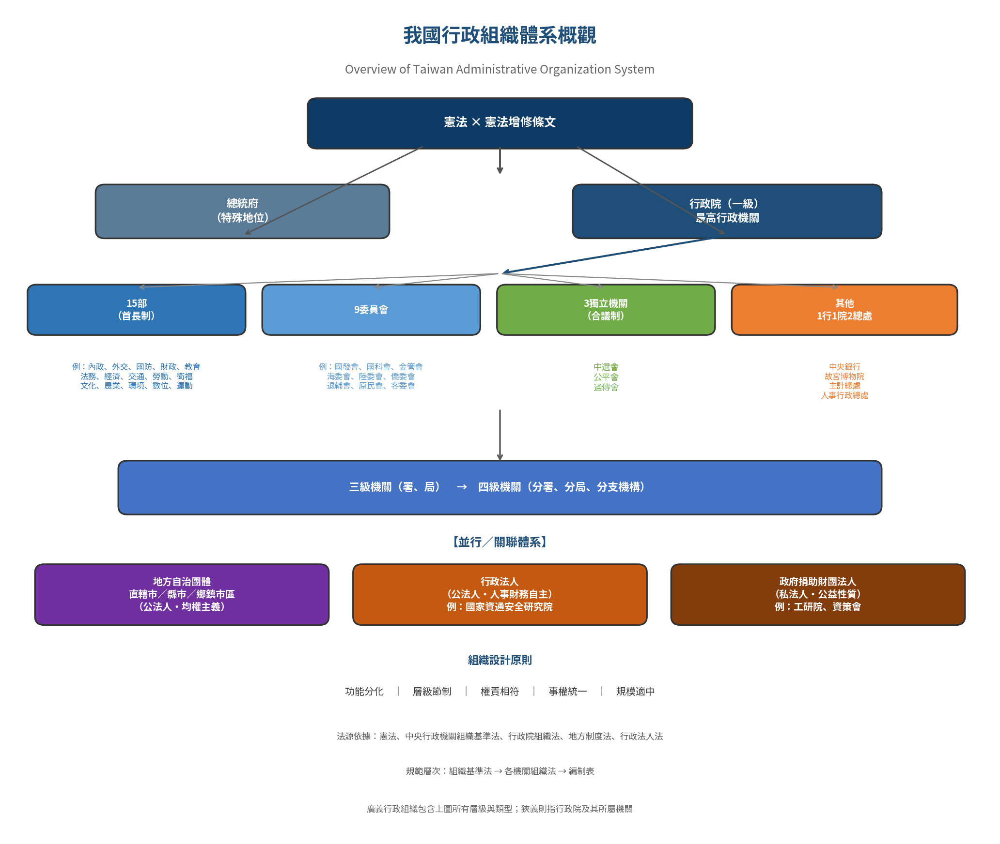 我國行政組織體系概觀
Overview of Taiwan Administrative Organization System
憲法 × 憲法增修條文
總統府
（特殊地位）
行政院（一級）
最高行政機關
15部
（首長制）
9委員會
3獨立機關
（合議制）
其他
1行1院2總處
例：內政、外交、國防、財政、教育
法務、經濟、交通、勞動、衛福
文化、農業、環境、數位、運動
例：國發會、國科會、金管會
海委會、陸委會、僑委會
退輔會、原民會、客委會
中選會
公平會
通傳會
中央銀行
故宮博物院
主計總處
人事行政總處
三級機關（署、局） → 四級機關（分署、分局、分支機構）
【並行／關聯體系】
地方自治團體
直轄市／縣市／鄉鎮市區
（公法人・均權主義）
行政法人
（公法人・人事財務自主）
例：國家資通安全研究院
政府捐助財團法人
（私法人・公益性質）
例：工研院、資策會
組織設計原則
功能分化 ｜ 層級節制 ｜ 權責相符 ｜ 事權統一 ｜ 規模適中
法源依據：憲法、中央行政機關組織基準法、行政院組織法、地方制度法、行政法人法
規範層次：組織基準法 → 各機關組織法 → 編制表
廣義行政組織包含上圖所有層級與類型；狹義則指行政院及其所屬機關